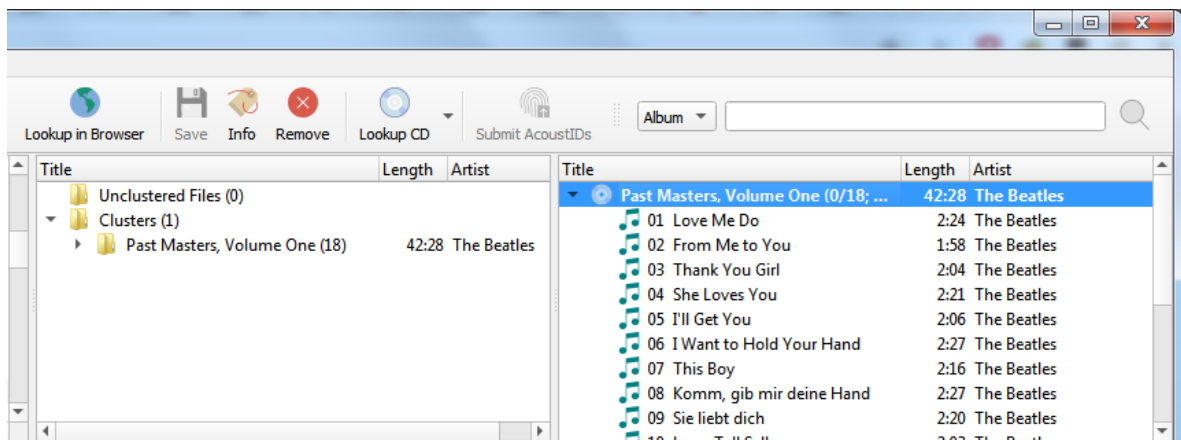 Lookup in Browser Save Info Remove Lookup CD Submit AcoustIDs Album
Title Length Artist
Unclustered Files (0)
Clusters (1)
Past Masters, Volume One (18) 42:28 The Beatles
Title Length Artist
Past Masters, Volume One (0/18; ... 42:28 The Beatles
01 Love Me Do 2:24 The Beatles
02 From Me to You 1:58 The Beatles
03 Thank You Girl 2:04 The Beatles
04 She Loves You 2:21 The Beatles
05 I'll Get You 2:06 The Beatles
06 I Want to Hold Your Hand 2:27 The Beatles
07 This Boy 2:16 The Beatles
08 Komm, gib mir deine Hand 2:27 The Beatles
09 Sie liebt dich 2:20 The Beatles